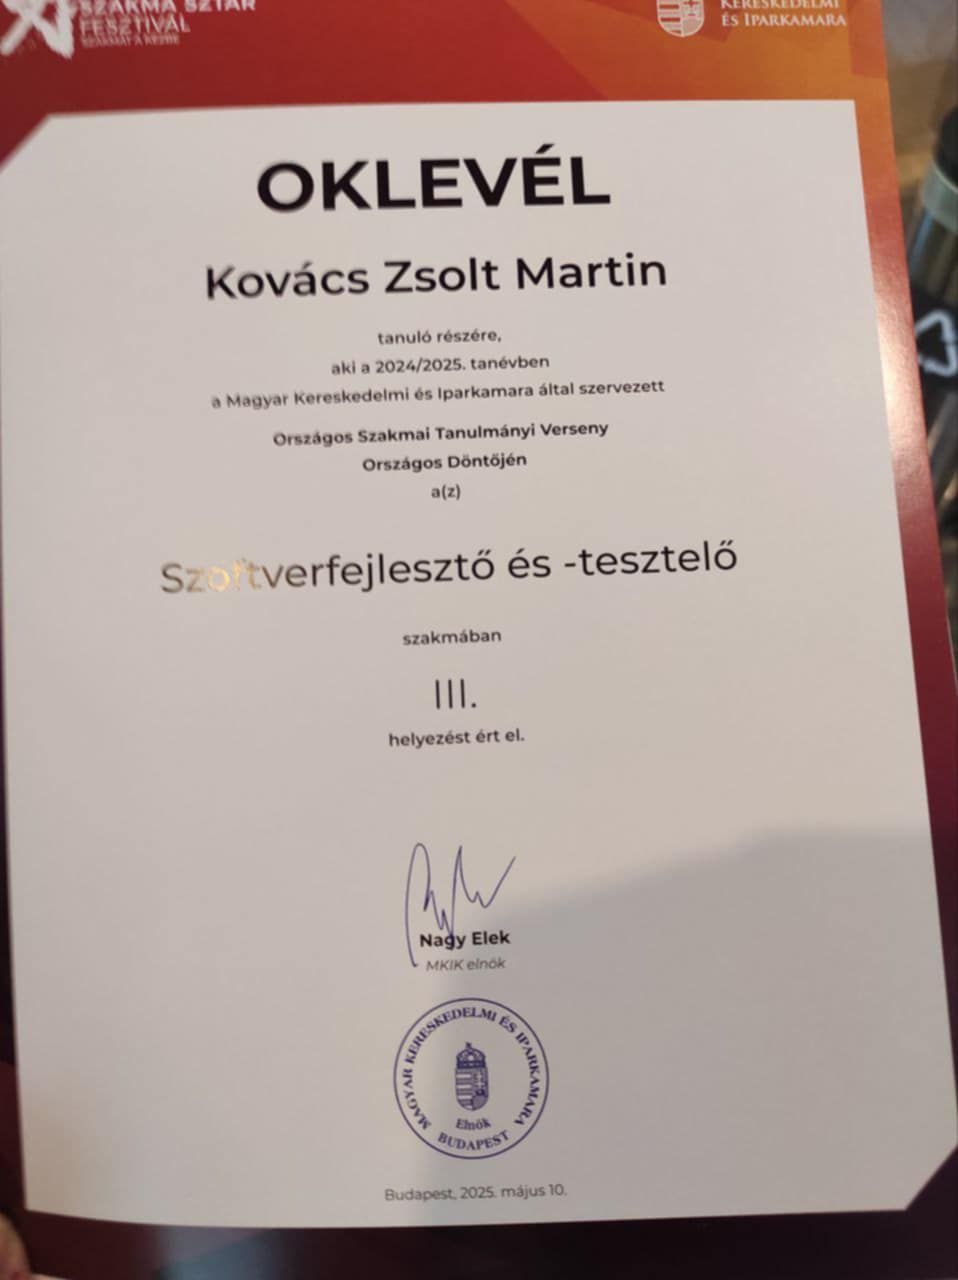 SZAKMA SZTÁR
FESZTIVÁL
SZAKMÁT A KÉZBE
KERESKEDELMI
ÉS IPARKAMARA
OKLEVÉL
Kovács Zsolt Martin
tanuló részére,
aki a 2024/2025. tanévben
a Magyar Kereskedelmi és Iparkamara által szervezett
Országos Szakmai Tanulmányi Verseny
Országos Döntőjén
a(z)
Szoftverfejlesztő és -tesztelő
szakmában
III.
helyezést ért el.
Nagy Elek
MKIK elnök
MAGYAR KERESKEDELMI ÉS IPARKAMARA
Elnök
BUDAPEST
Budapest, 2025. május 10.